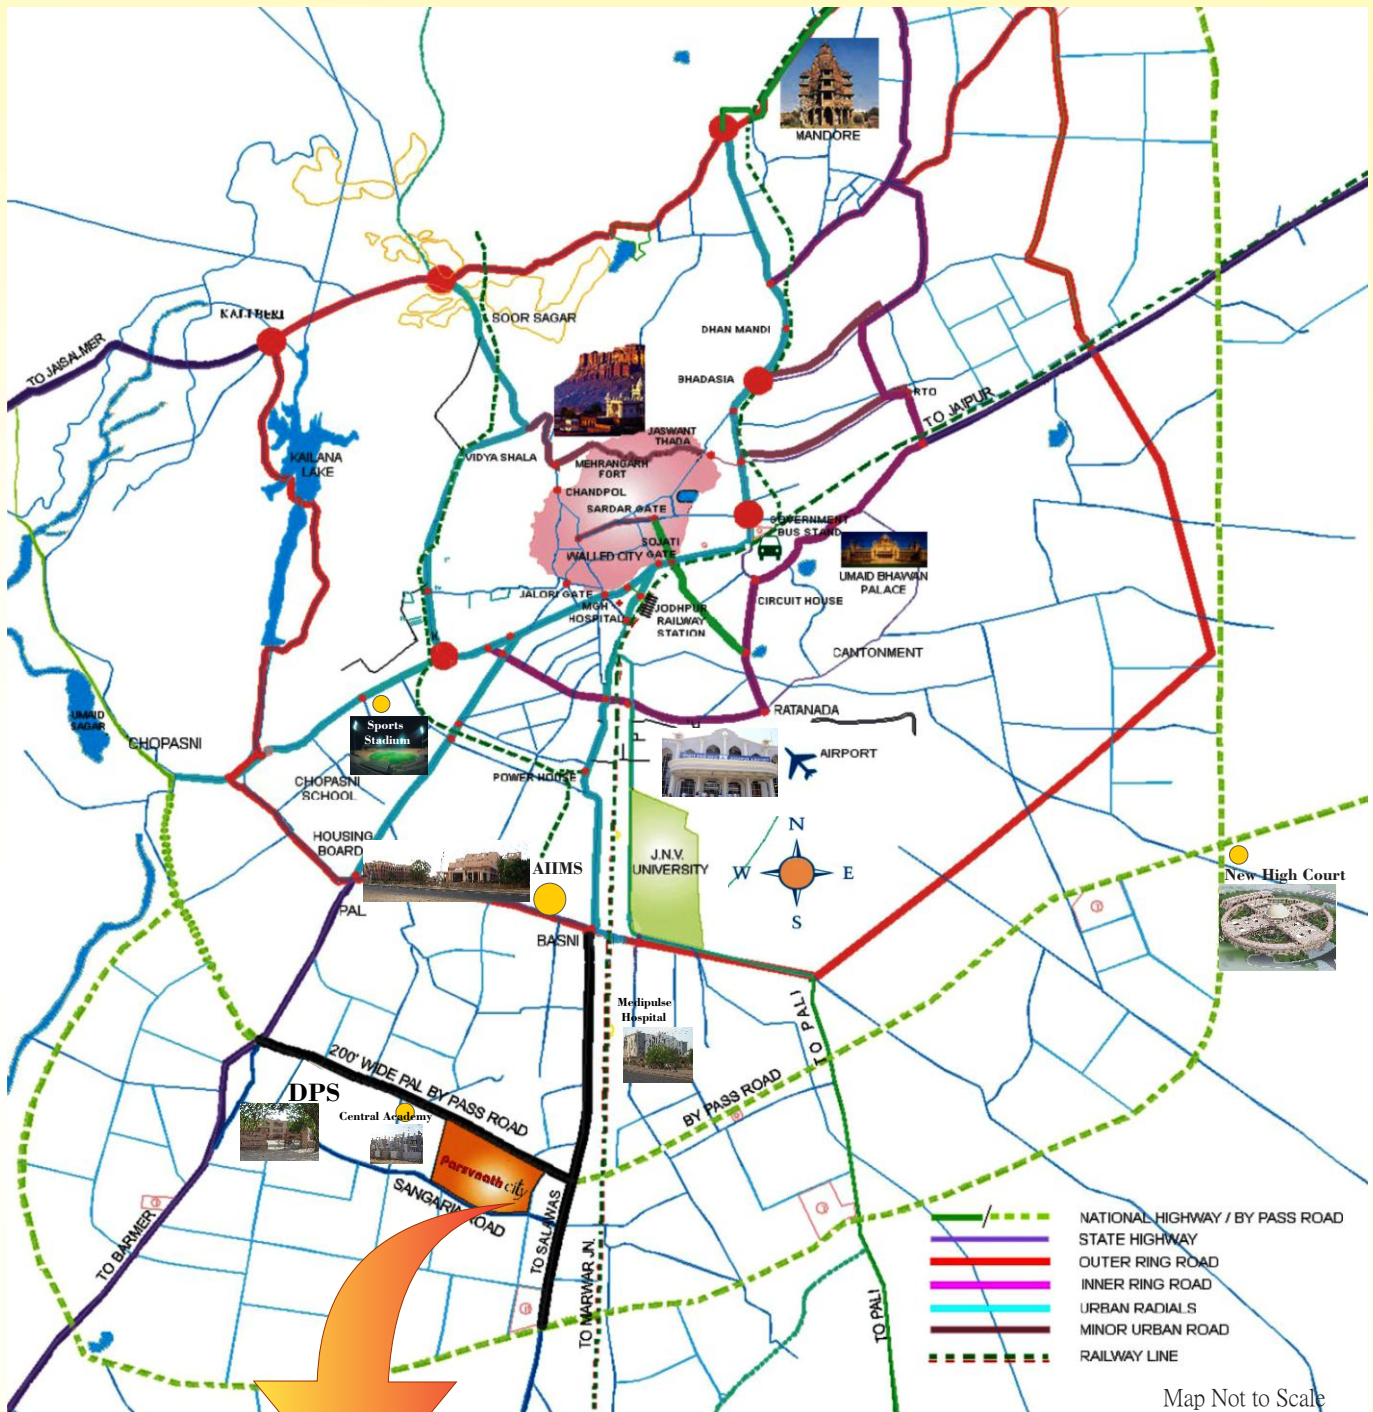 MANDORE
KALI BERI
SOOR SAGAR
TO JAISALMER
DHAN MANDI
BHADASIA
RTO
TO JAIPUR
JASWANT
THADA
VIDYA SHALA
MEHRANGARH
FORT
KAILANA
LAKE
CHANDPOL
SARDAR GATE
GOVERNMENT
BUS STAND
SOJATI
GATE
WALLED CITY
UMAID BHAWAN
PALACE
JALORI GATE
MGH
HOSPITAL
JODHPUR
RAILWAY
STATION
CIRCUIT HOUSE
CANTONMENT
UMAID
SAGAR
CHOPASNI
Sports
Stadium
RATANADA
AIRPORT
CHOPASNI
SCHOOL
POWER HOUSE
HOUSING
BOARD
AIIMS
J.N.V.
UNIVERSITY
N
W
E
S
New High Court
PAL
BASNI
Medipulse
Hospital
TO PALI
200' WIDE PAL BY PASS ROAD
BY PASS ROAD
DPS
Central Academy
Parsvnath city
SANGARIA ROAD
TO SALAWAS
TO BARMER
TO MARWAR JN.
TO PALI
NATIONAL HIGHWAY / BY PASS ROAD
STATE HIGHWAY
OUTER RING ROAD
INNER RING ROAD
URBAN RADIALS
MINOR URBAN ROAD
RAILWAY LINE
Map Not to Scale